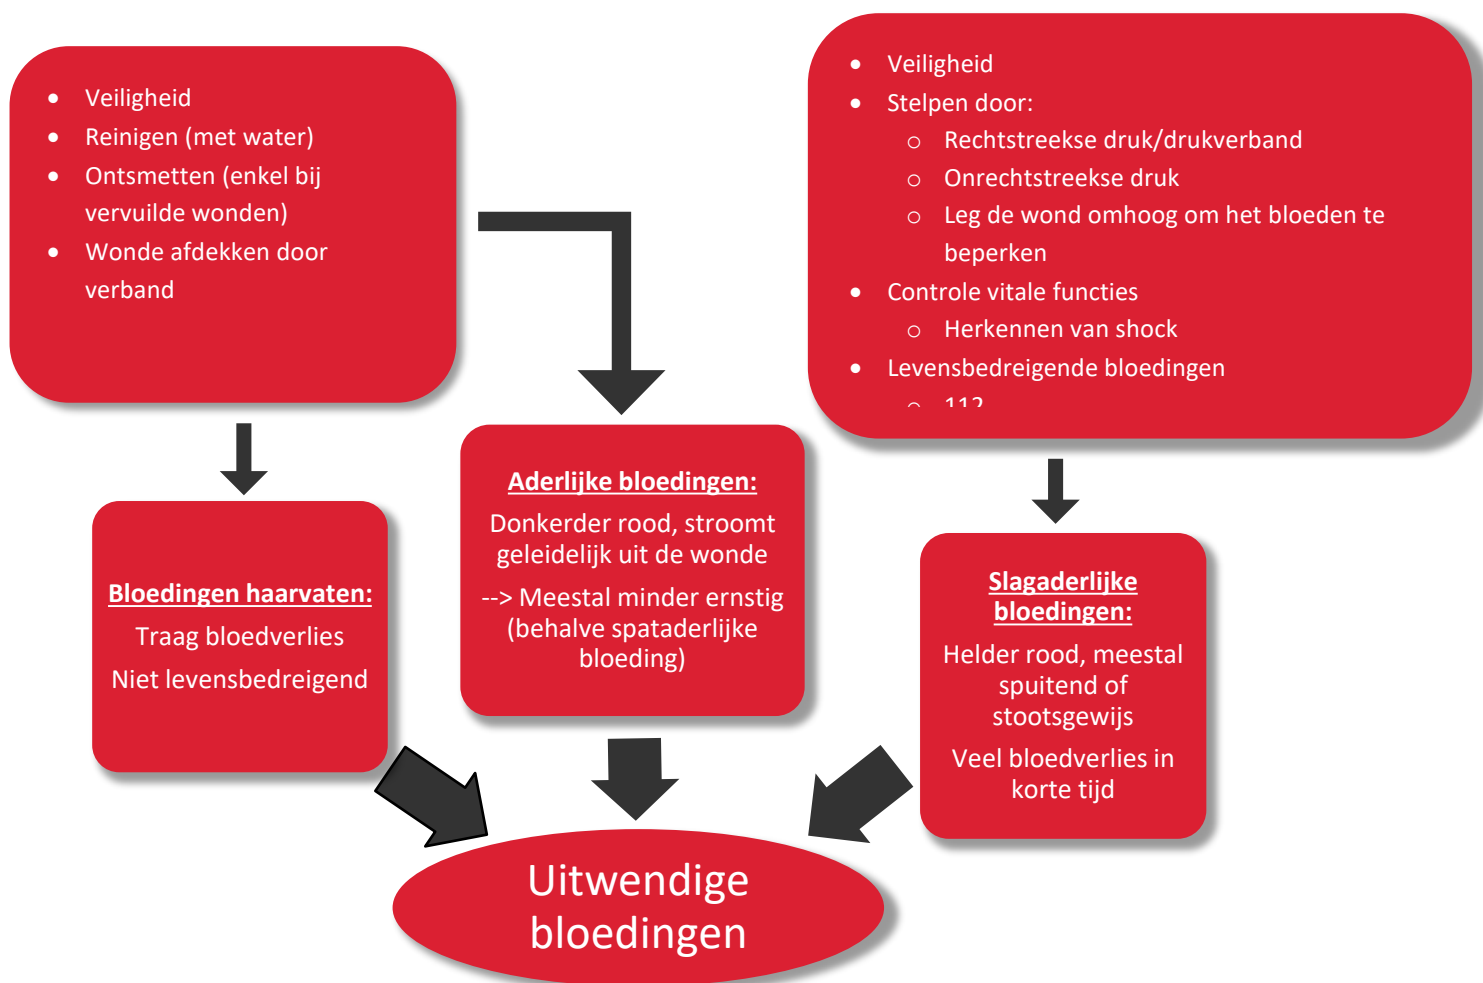 • Veiligheid
• Reinigen (met water)
• Ontsmetten (enkel bij
vervuilde wonden)
• Wonde afdekken door
verband
• Veiligheid
• Stelpen door:
o Rechtstreekse druk/drukverband
o Onrechtstreekse druk
o Leg de wond omhoog om het bloeden te
beperken
• Controle vitale functies
o Herkennen van shock
• Levensbedreigende bloedingen
o 112
Bloedingen haarvaten:
Traag bloedverlies
Niet levensbedreigend
Aderlijke bloedingen:
Donkerder rood, stroomt
geleidelijk uit de wonde
--> Meestal minder ernstig
(behalve spataderlijke
bloeding)
Slagaderlijke
bloedingen:
Helder rood, meestal
spuitend of
stootsgewijs
Veel bloedverlies in
korte tijd
Uitwendige
bloedingen